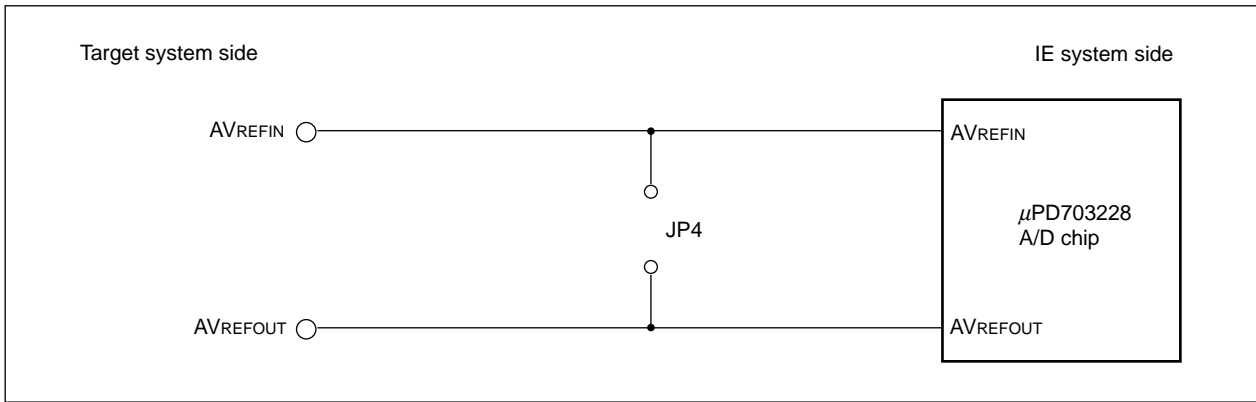 Target system side
IE system side
AVREFIN
AVREFIN
μPD703228
A/D chip
JP4
AVREFOUT
AVREFOUT